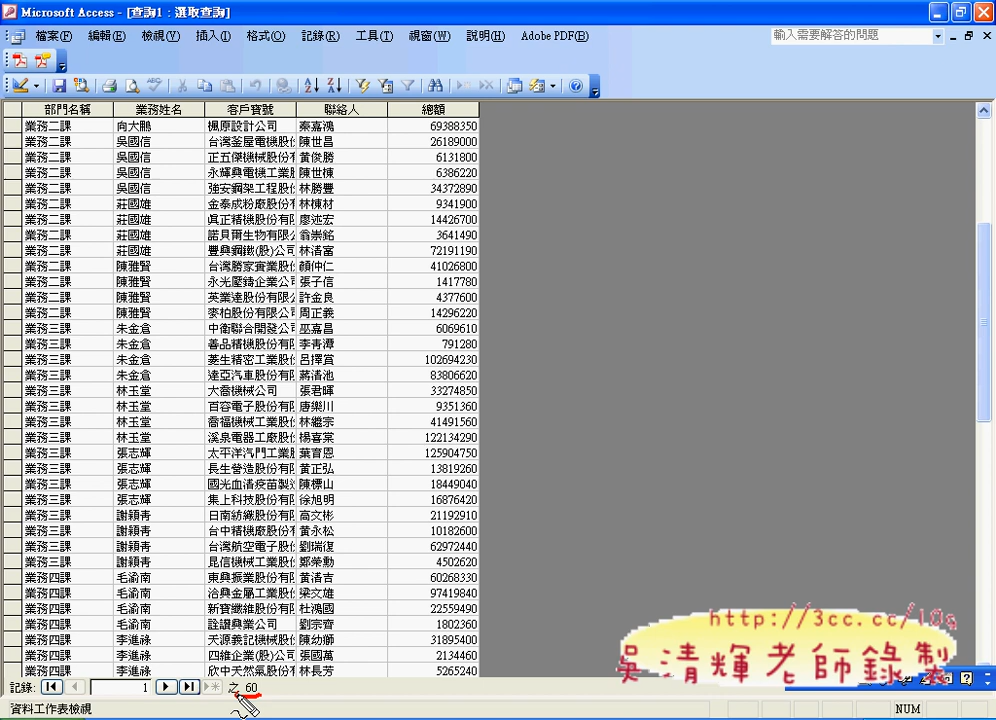 Microsoft Access - [查詢1 : 選取查詢]
檔案(F) 編輯(E) 檢視(V) 插入(I) 格式(O) 記錄(R) 工具(T) 視窗(W) 說明(H) Adobe PDF(B) 輸入需要解答的問題
部門名稱 業務姓名 客戶寶號 聯絡人 總額
業務二課 向大鵬 楓原設計公司 秦嘉鴻 69388350
業務二課 吳國信 台灣釜屋電機股份 陳世昌 26189000
業務二課 吳國信 正五傑機械股份有 黃俊勝 6131800
業務二課 吳國信 永輝興電機工業股 陳世棟 6386220
業務二課 吳國信 強安鋼架工程股份 林勝豐 34372890
業務二課 莊國雄 金泰成粉廠股份有 林棟材 9341900
業務二課 莊國雄 真正精機股份有限 廖述宏 14426700
業務二課 莊國雄 諾貝爾生物有限公 翁崇銘 3641490
業務二課 莊國雄 豐興鋼鐵(股)公司 林清富 72191190
業務二課 陳雅賢 台灣勝家實業股份 顏仲仁 41026800
業務二課 陳雅賢 永光壓鑄企業公司 張子信 1417780
業務二課 陳雅賢 英業達股份有限公 許金良 4377600
業務二課 陳雅賢 麥柏股份有限公司 周正義 14296220
業務三課 朱金倉 中衛聯合開發公司 巫嘉昌 6069610
業務三課 朱金倉 善品精機股份有限 李青潭 791280
業務三課 朱金倉 菱生精密工業股份 呂擇賞 102694230
業務三課 朱金倉 達亞汽車股份有限 蔣清池 83806620
業務三課 林玉堂 大喬機械公司 張君暉 33274850
業務三課 林玉堂 百容電子股份有限 唐樂川 9351360
業務三課 林玉堂 喬福機械工業股份 林繼宗 41491560
業務三課 林玉堂 溪泉電器工廠股份 楊喜棠 122134290
業務三課 張志輝 太平洋汽門工業股 葉育恩 125904750
業務三課 張志輝 長生營造股份有限 黃正弘 13819260
業務三課 張志輝 國光血清疫苗製造 陳標山 18449040
業務三課 張志輝 集上科技股份有限 徐旭明 16876420
業務三課 謝穎青 日南紡織股份有限 高文彬 21192910
業務三課 謝穎青 台中精機廠股份有 黃永松 10182600
業務三課 謝穎青 台灣航空電子股份 劉瑞復 62972440
業務三課 謝穎青 昆信機械工業股份 鄭榮勳 4502620
業務四課 毛渝南 東興振業股份有限 黃清吉 60268330
業務四課 毛渝南 洽興金屬工業股份 梁文雄 97419840
業務四課 毛渝南 新寶纖維股份有限 杜鴻國 22559490
業務四課 毛渝南 詮讚興業公司 劉宗齊 1802360
業務四課 李進祿 天源義記機械股份 陳幼獅 31895400
業務四課 李進祿 四維企業(股)公司 張國萬 2134460
業務四課 李進祿 欣中天然氣股份有 林長芳 5265240
http://3cc.cc/18s
吳清輝老師錄製
記錄: 1 之 60
資料工作表檢視 NUM